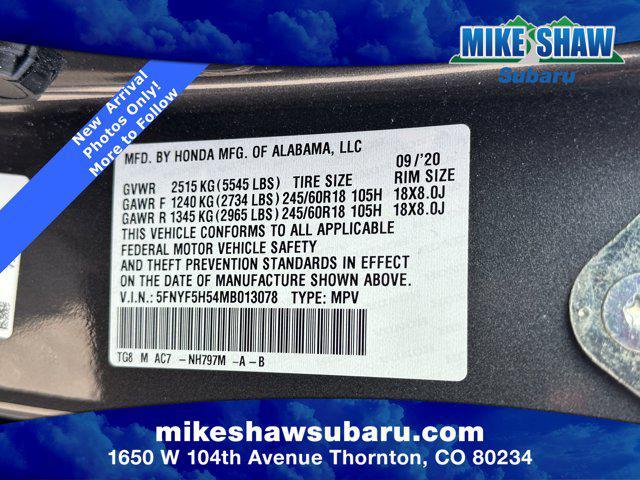 MIKE SHAW
Subaru
New Arrival
Photos Only!
More to Follow
MFD. BY HONDA MFG. OF ALABAMA, LLC 09/'20
GVWR 2515 KG (5545 LBS) TIRE SIZE RIM SIZE
GAWR F 1240 KG (2734 LBS) 245/60R18 105H 18X8.0J
GAWR R 1345 KG (2965 LBS) 245/60R18 105H 18X8.0J
THIS VEHICLE CONFORMS TO ALL APPLICABLE
FEDERAL MOTOR VEHICLE SAFETY
AND THEFT PREVENTION STANDARDS IN EFFECT
ON THE DATE OF MANUFACTURE SHOWN ABOVE.
V.I.N.: 5FNYF5H54MB013078 TYPE: MPV
TG8 M AC7 - NH797M -A - B
mikeshawsubaru.com
1650 W 104th Avenue Thornton, CO 80234